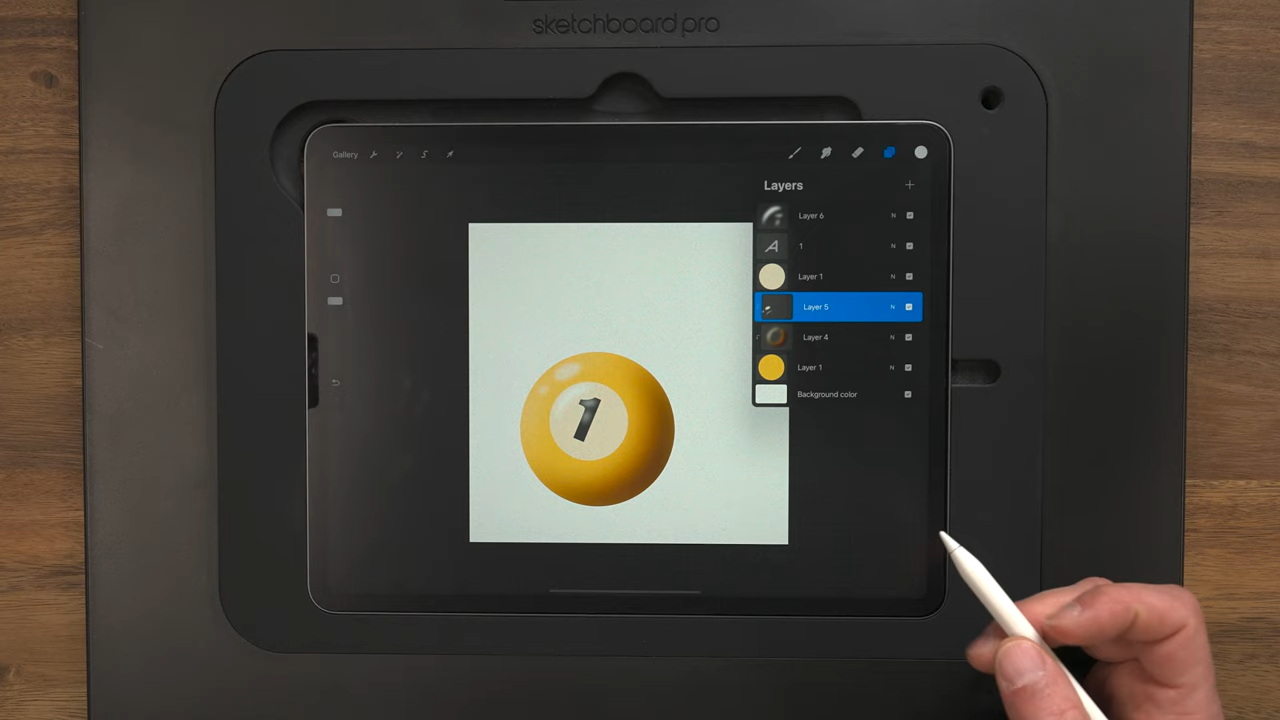 sketchboard pro
Gallery
Layers
Layer 6 N
A 1 N
Layer 1 N
Layer 5 N
Layer 4 N
Layer 1 N
Background color
1